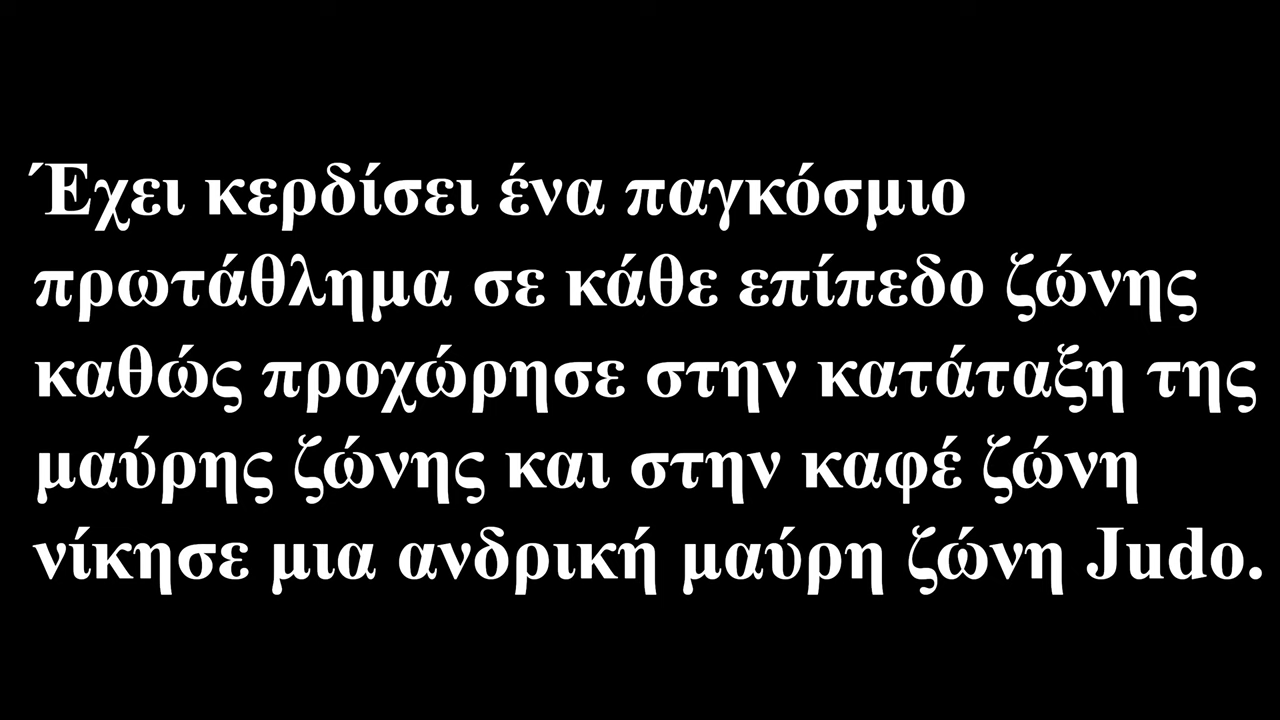 Έχει κερδίσει ένα παγκόσμιο
πρωτάθλημα σε κάθε επίπεδο ζώνης
καθώς προχώρησε στην κατάταξη της
μαύρης ζώνης και στην καφέ ζώνη
νίκησε μια ανδρική μαύρη ζώνη Judo.